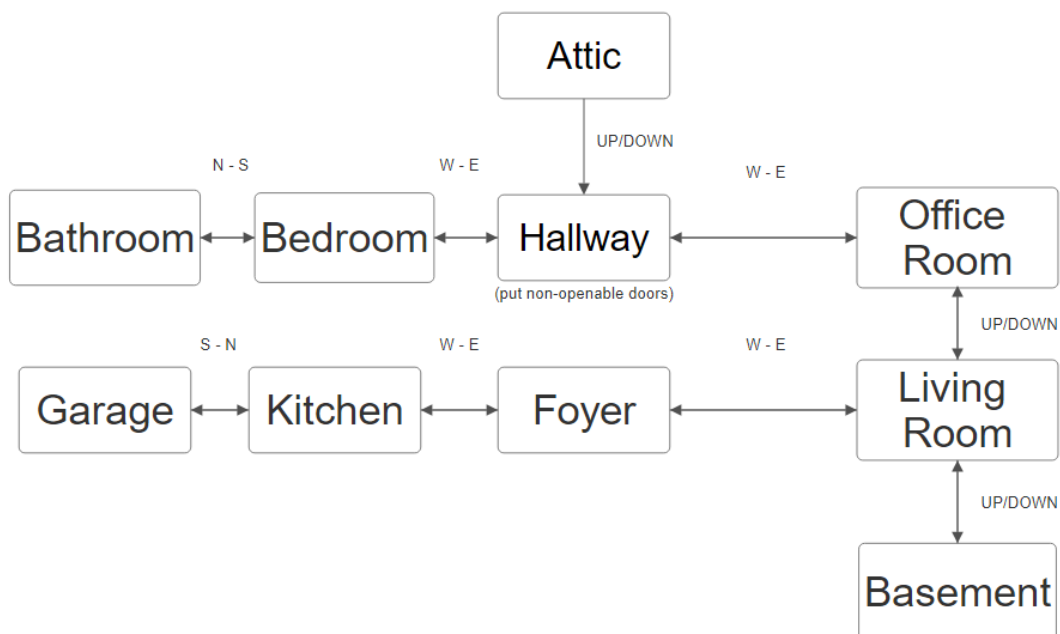 Attic
UP/DOWN
N - S
W - E
W - E
Bathroom
Bedroom
Hallway
Office
Room
(put non-openable doors)
UP/DOWN
S - N
W - E
W - E
Garage
Kitchen
Foyer
Living
Room
UP/DOWN
Basement